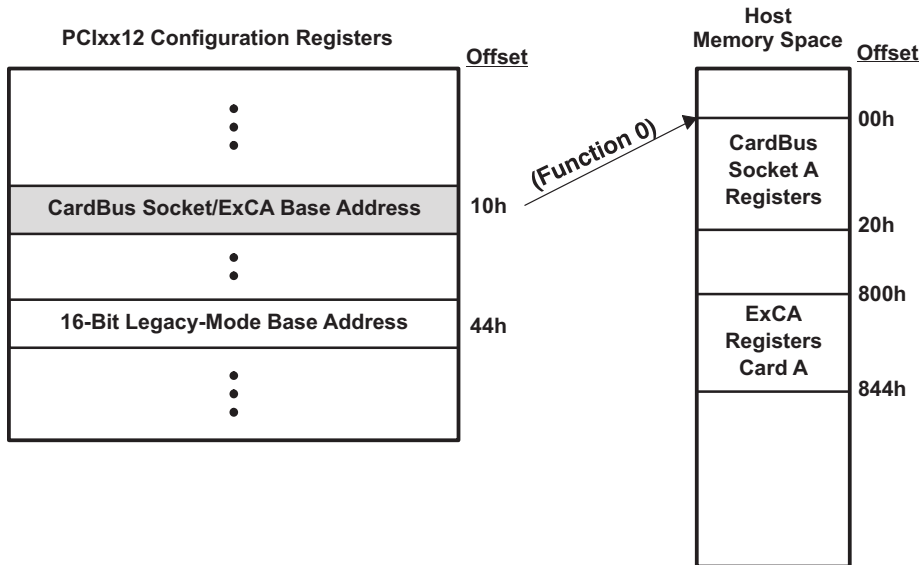 PCIxx12 Configuration Registers
Offset
CardBus Socket/ExCA Base Address
10h
16-Bit Legacy-Mode Base Address
44h
(Function 0)
Host
Memory Space
Offset
00h
CardBus
Socket A
Registers
20h
800h
ExCA
Registers
Card A
844h